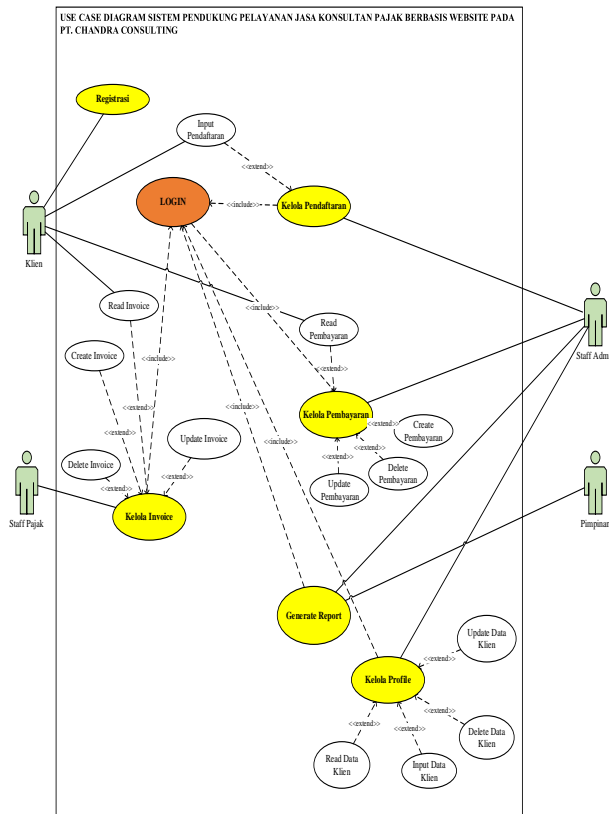 USE CASE DIAGRAM SISTEM PENDUKUNG PELAYANAN JASA KONSULTAN PAJAK BERBASIS WEBSITE PADA
PT. CHANDRA CONSULTING
Registrasi
Input
Pendaftaran
<<extend>>
LOGIN
<<include>>
Kelola Pendaftaran
Klien
Read Invoice
<<include>>
Read
Pembayaran
Staff Admi
Create Invoice
<<include>>
<<extend>>
Kelola Pembayaran
<<extend>>
Create
Pembayaran
<<extend>>
<<include>>
<<extend>>
Update Invoice
<<include>>
<<extend>>
<<extend>>
Delete Invoice
<<extend>>
Delete
Pembayaran
Update
Pembayaran
<<extend>>
<<extend>>
Staff Pajak
Kelola Invoice
Pimpinan
Generate Report
Update Data
Klien
<<extend>>
Kelola Profile
<<extend>>
<<extend>>
<<extend>>
Delete Data
Klien
Read Data
Klien
Input Data
Klien